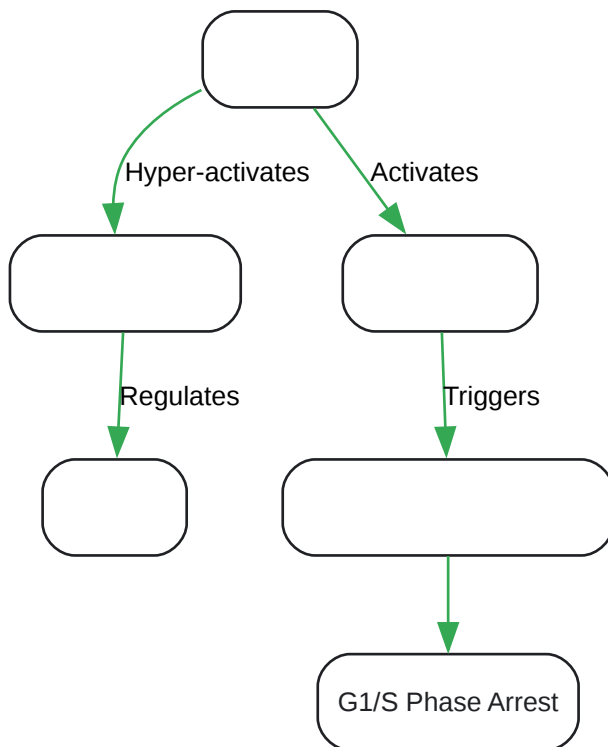 Hyper-activates
Activates
Regulates
Triggers
G1/S Phase Arrest